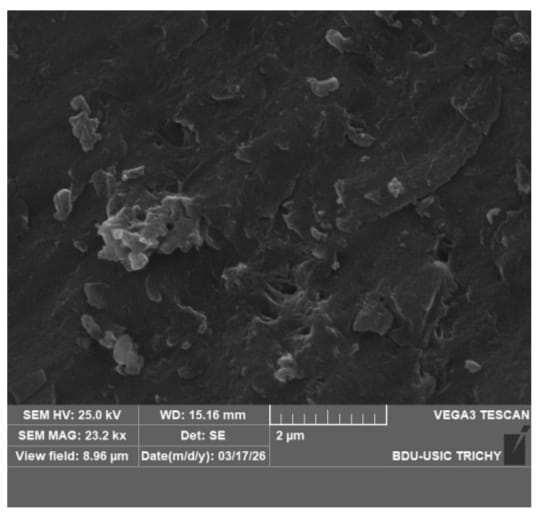 SEM HV: 25.0 kV WD: 15.16 mm VEGA3 TESCAN
SEM MAG: 23.2 kx Det: SE 2 µm
View field: 8.96 µm Date(m/d/y): 03/17/26 BDU-USIC TRICHY